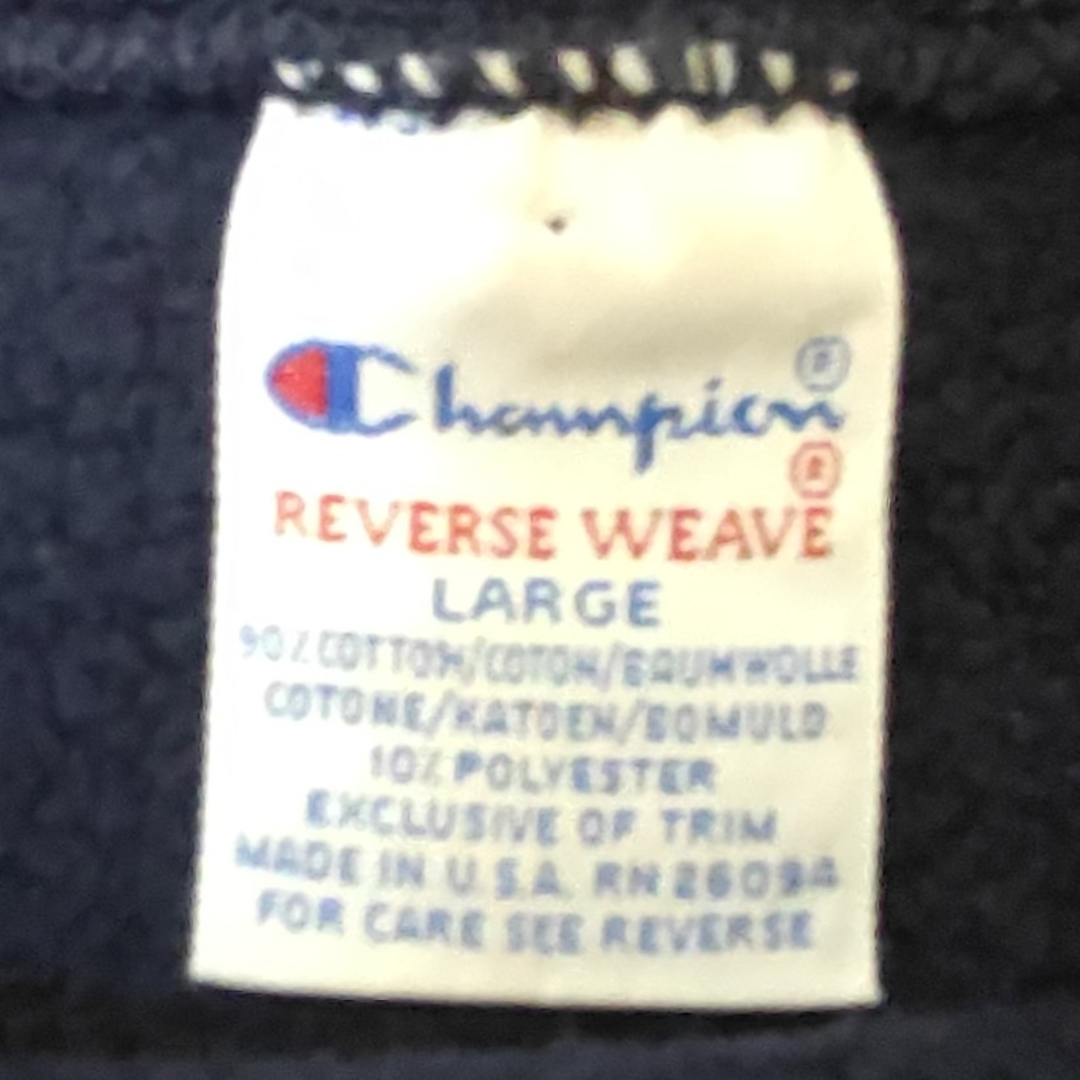 Champion®
REVERSE WEAVE®
LARGE
90% COTTON/COTON/BAUMWOLLE
COTONE/KATOEN/BOMULD
10% POLYESTER
EXCLUSIVE OF TRIM
MADE IN U.S.A. RN 26094
FOR CARE SEE REVERSE